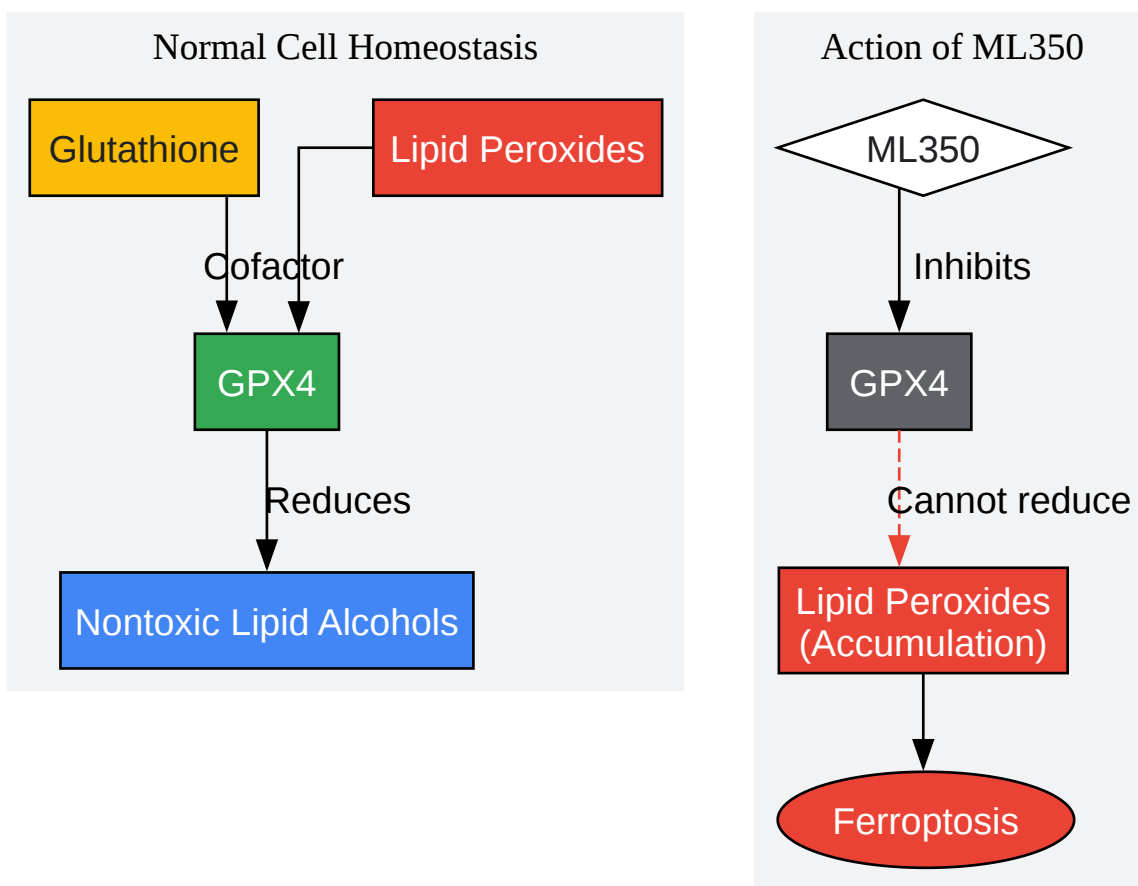 Normal Cell Homeostasis
Glutathione
Lipid Peroxides
Cofactor
GPX4
Reduces
Nontoxic Lipid Alcohols
Action of ML350
ML350
Inhibits
GPX4
Cannot reduce
Lipid Peroxides
(Accumulation)
Ferroptosis